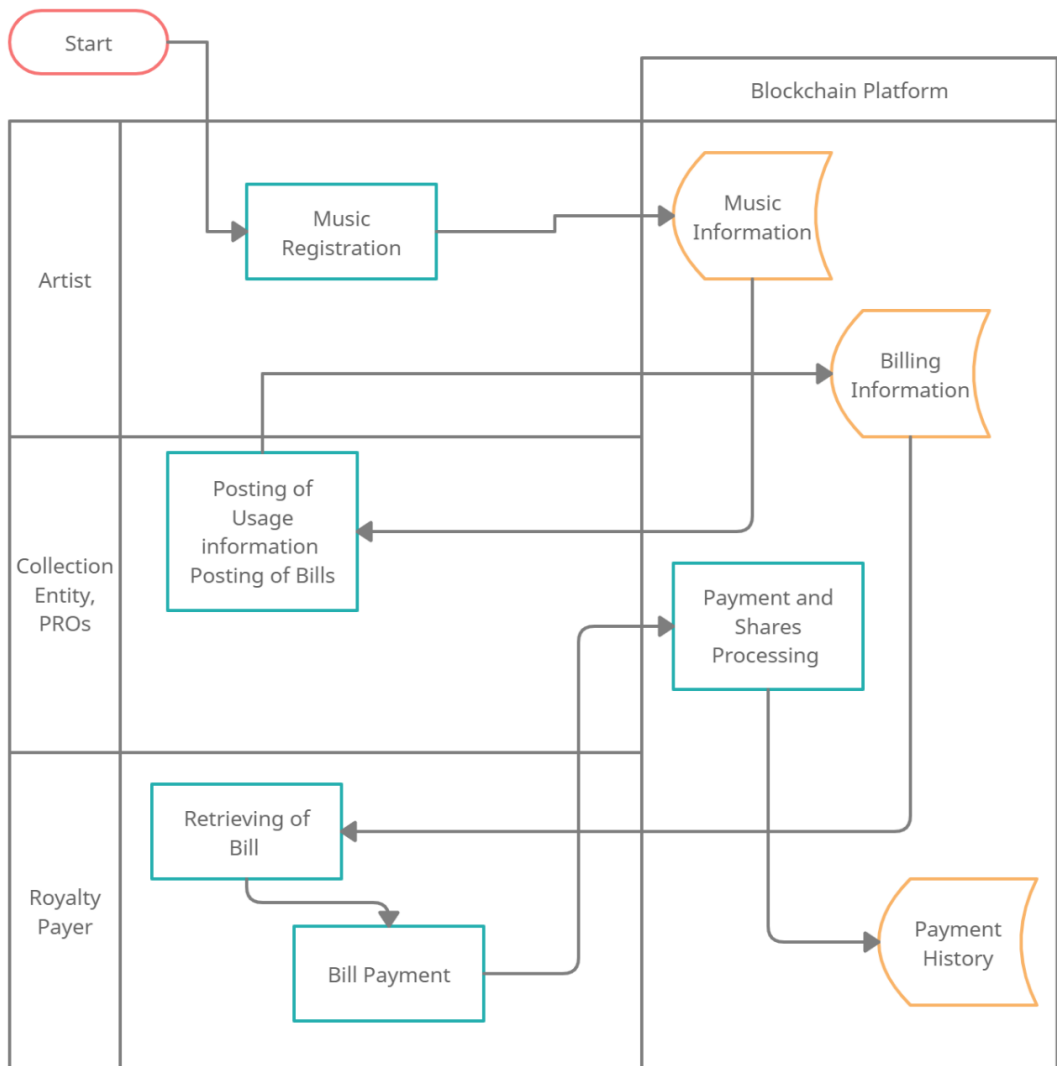 Start
Blockchain Platform
Artist
Music
Registration
Music
Information
Billing
Information
Collection
Entity,
PROs
Posting of
Usage
information
Posting of Bills
Payment and
Shares
Processing
Royalty
Payer
Retrieving of
Bill
Bill Payment
Payment
History